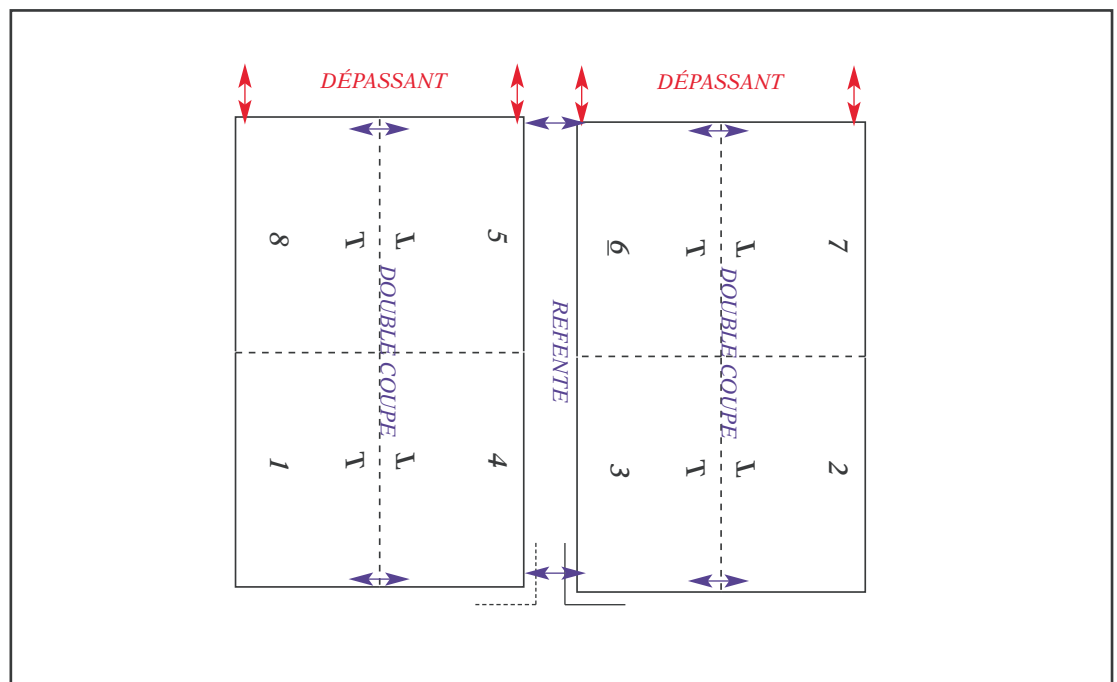 DÉPASSANT
DÉPASSANT
8
T
T
5
6
T
T
7
DOUBLE COUPE
REFENTE
DOUBLE COUPE
1
T
T
4
3
T
T
2